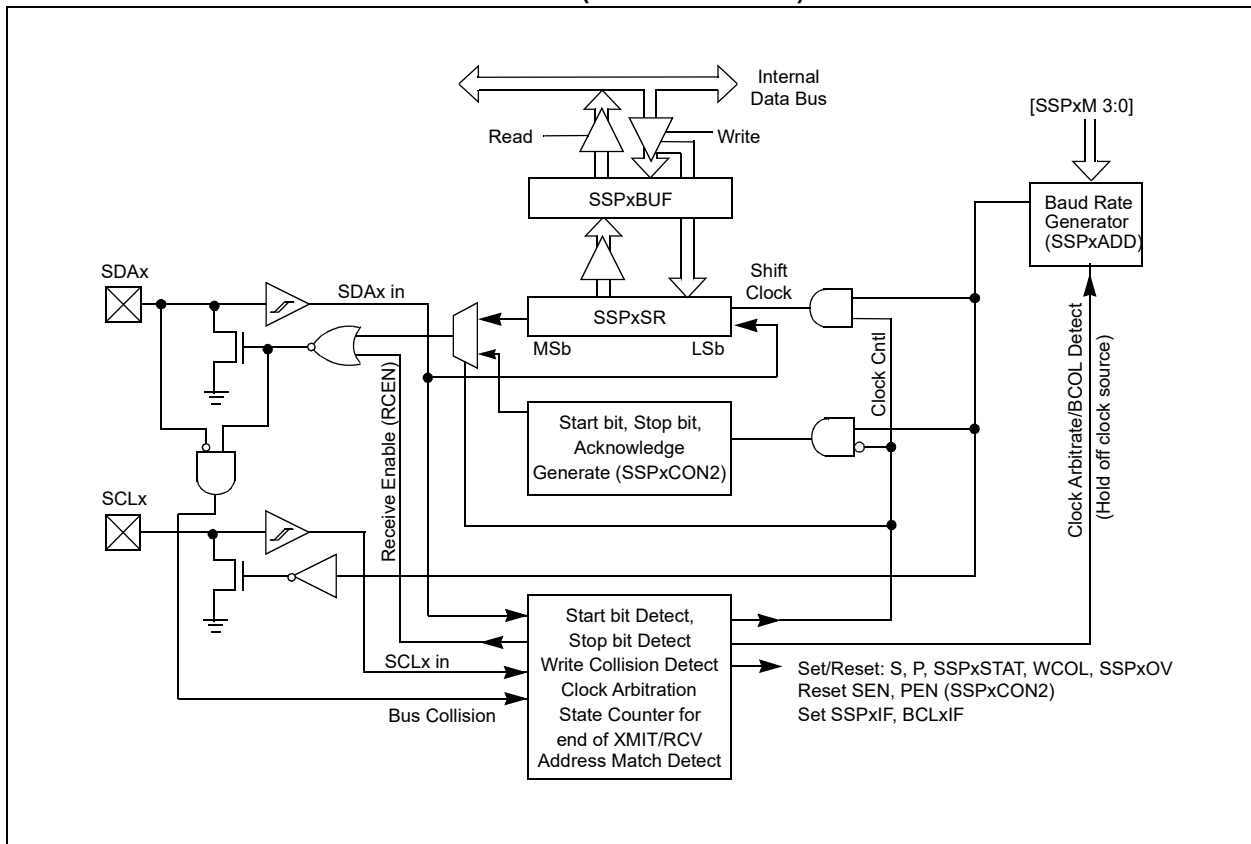 Internal
Data Bus
[SSPxM 3:0]
Read
Write
SSPxBUF
Baud Rate
Generator
(SSPxADD)
SDAx
SDAx in
Shift
Clock
SSPxSR
MSb
LSb
Clock Cntl
Receive Enable (RCEN)
Start bit, Stop bit,
Acknowledge
Generate (SSPxCON2)
Clock Arbitrate/BCOL Detect
(Hold off clock source)
SCLx
SCLx in
Bus Collision
Start bit Detect,
Stop bit Detect
Write Collision Detect
Clock Arbitration
State Counter for
end of XMIT/RCV
Address Match Detect
Set/Reset: S, P, SSPxSTAT, WCOL, SSPxOV
Reset SEN, PEN (SSPxCON2)
Set SSPxIF, BCLxIF